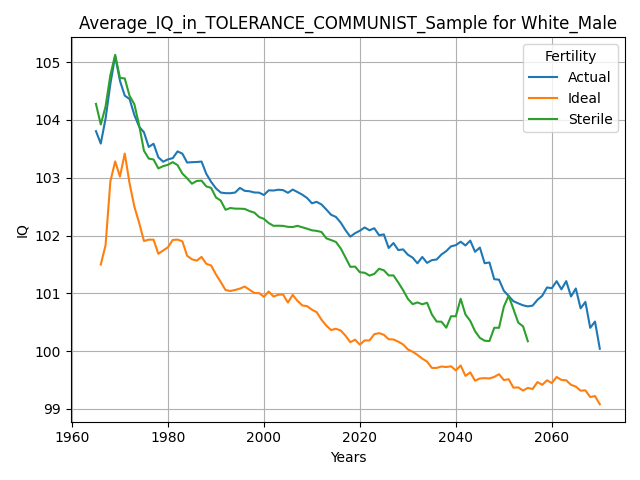 Average_IQ_in_TOLERANCE_COMMUNIST_Sample for White_Male
Fertility
Actual
Ideal
Sterile
IQ
105
104
103
102
101
100
99
1960 1980 2000 2020 2040 2060
Years